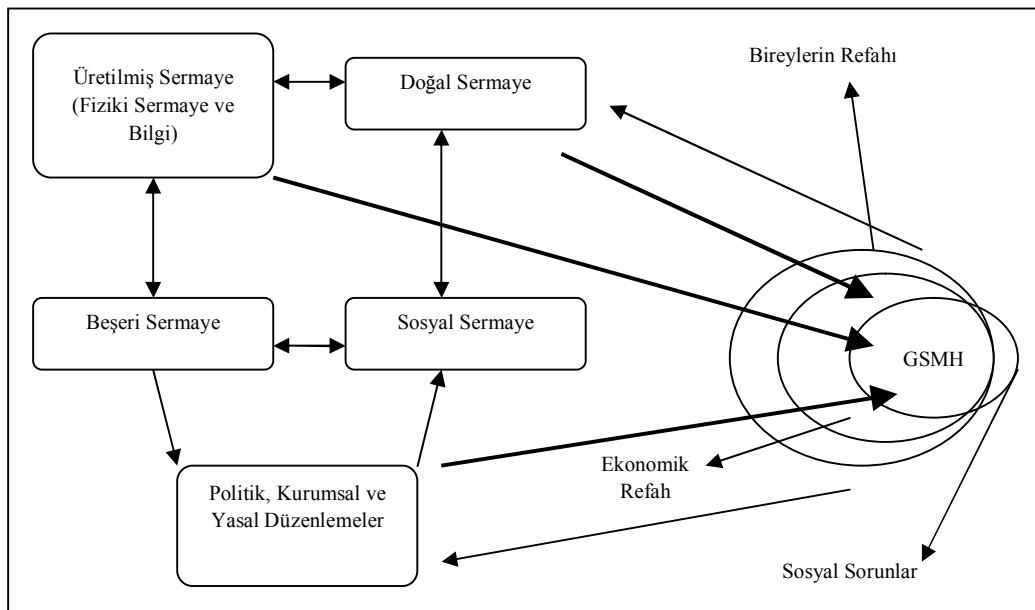 Üretilmiş Sermaye
(Fiziki Sermaye ve
Bilgi)
Doğal Sermaye
Bireylerin Refahı
Beşeri Sermaye
Sosyal Sermaye
GSMH
Ekonomik
Refah
Politik, Kurumsal ve
Yasal Düzenlemeler
Sosyal Sorunlar